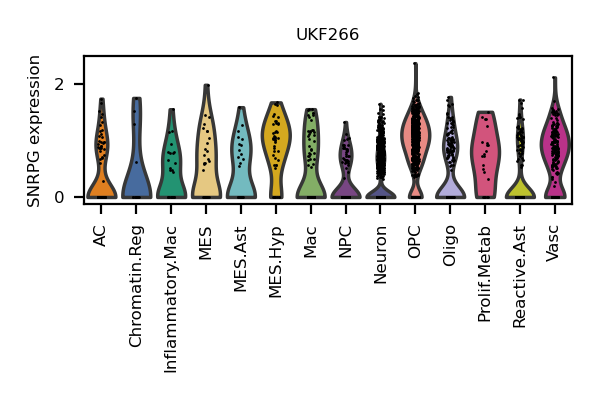 UKF266
SNRPG expression
2
0
AC
Chromatin.Reg
Inflammatory.Mac
MES
MES.Ast
MES.Hyp
Mac
NPC
Neuron
OPC
Oligo
Prolif.Metab
Reactive.Ast
Vasc